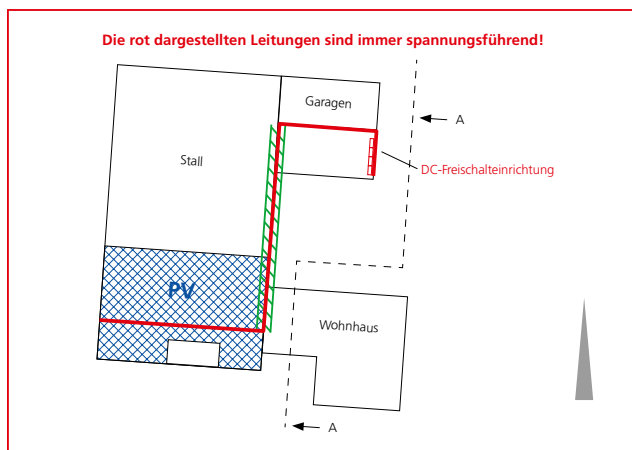 Die rot dargestellten Leitungen sind immer spannungsführend!
Garagen
A
Stall
DC-Freischalteinrichtung
PV
Wohnhaus
A